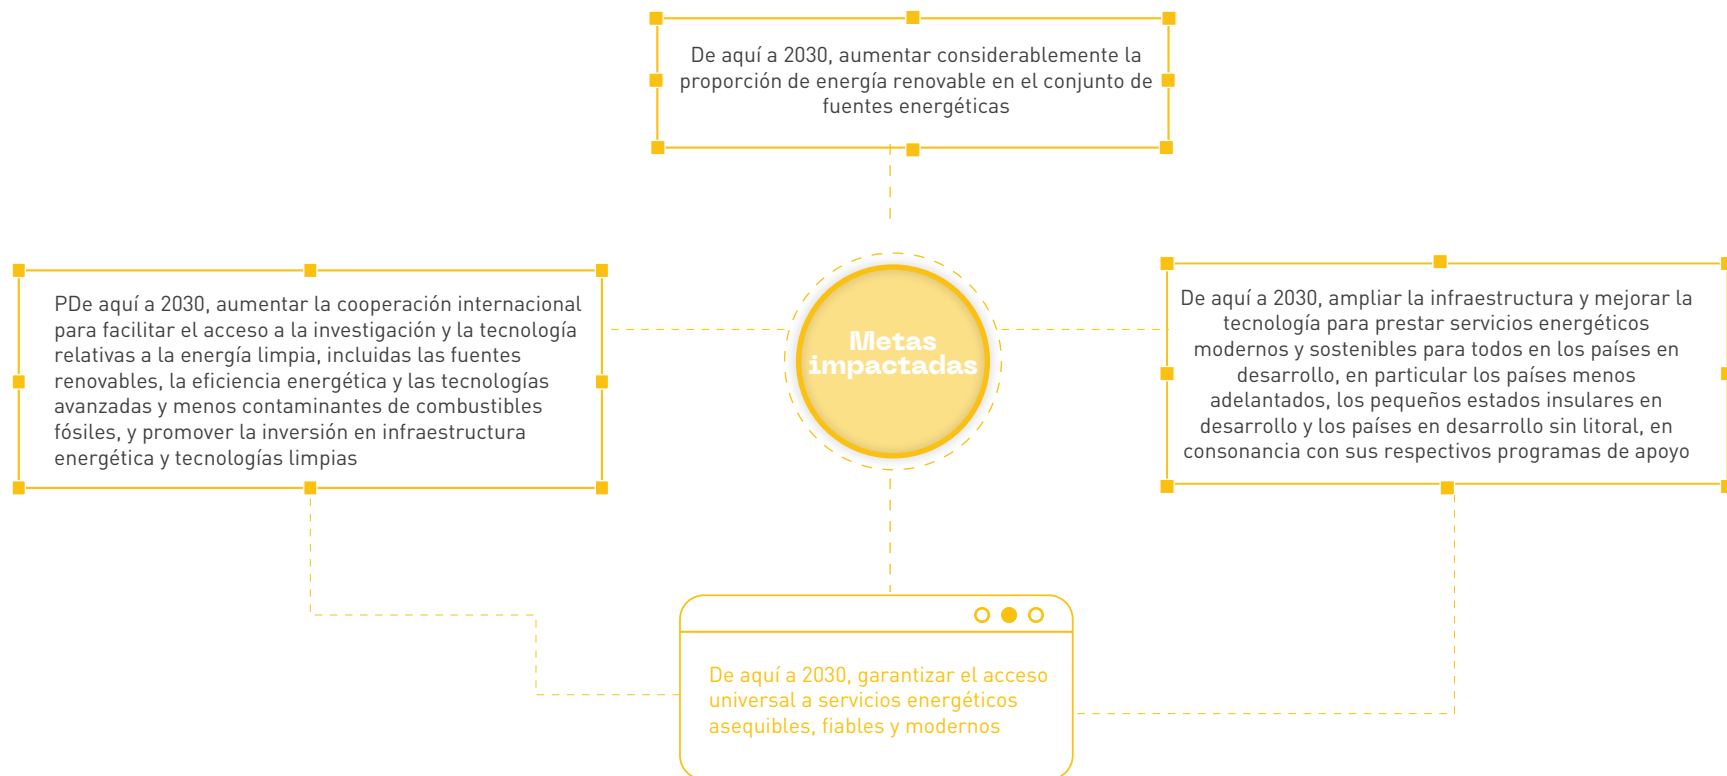 De aquí a 2030, aumentar considerablemente la
proporción de energía renovable en el conjunto de
fuentes energéticas
PDe aquí a 2030, aumentar la cooperación internacional
para facilitar el acceso a la investigación y la tecnología
relativas a la energía limpia, incluidas las fuentes
renovables, la eficiencia energética y las tecnologías
avanzadas y menos contaminantes de combustibles
fósiles, y promover la inversión en infraestructura
energética y tecnologías limpias
Metas
impactadas
De aquí a 2030, ampliar la infraestructura y mejorar la
tecnología para prestar servicios energéticos
modernos y sostenibles para todos en los países en
desarrollo, en particular los países menos
adelantados, los pequeños estados insulares en
desarrollo y los países en desarrollo sin litoral, en
consonancia con sus respectivos programas de apoyo
De aquí a 2030, garantizar el acceso
universal a servicios energéticos
asequibles, fiables y modernos